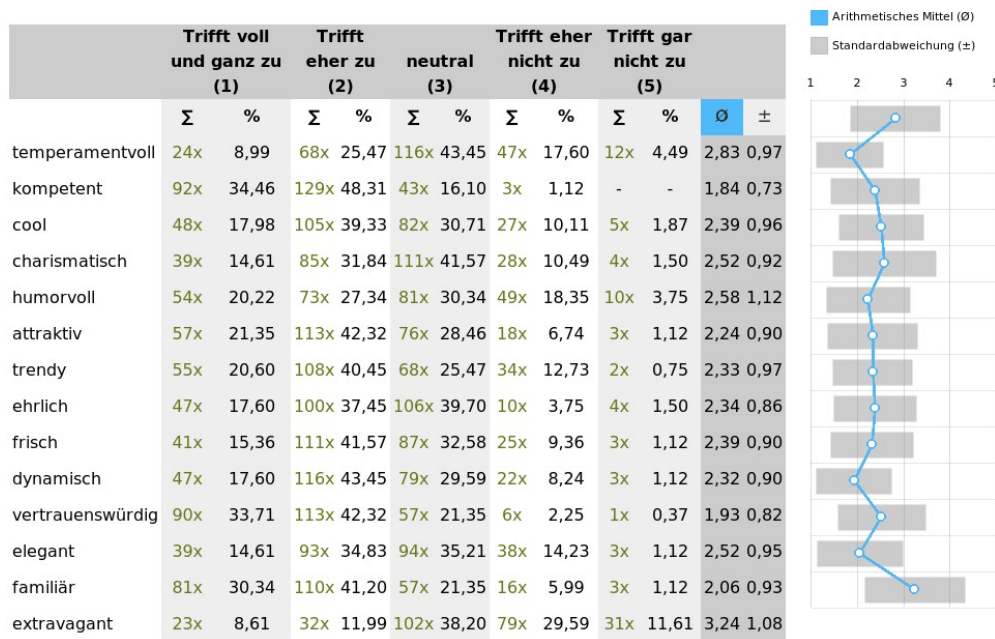 Arithmetisches Mittel (Ø)
Standardabweichung (±)
Trifft voll und ganz zu (1) Trifft eher zu (2) neutral (3) Trifft eher nicht zu (4) Trifft gar nicht zu (5)
1 2 3 4 5
Σ % Σ % Σ % Σ % Σ % Ø ±
temperamentvoll 24x 8,99 68x 25,47 116x 43,45 47x 17,60 12x 4,49 2,83 0,97
kompetent 92x 34,46 129x 48,31 43x 16,10 3x 1,12 - - 1,84 0,73
cool 48x 17,98 105x 39,33 82x 30,71 27x 10,11 5x 1,87 2,39 0,96
charismatisch 39x 14,61 85x 31,84 111x 41,57 28x 10,49 4x 1,50 2,52 0,92
humorvoll 54x 20,22 73x 27,34 81x 30,34 49x 18,35 10x 3,75 2,58 1,12
attraktiv 57x 21,35 113x 42,32 76x 28,46 18x 6,74 3x 1,12 2,24 0,90
trendy 55x 20,60 108x 40,45 68x 25,47 34x 12,73 2x 0,75 2,33 0,97
ehrlich 47x 17,60 100x 37,45 106x 39,70 10x 3,75 4x 1,50 2,34 0,86
frisch 41x 15,36 111x 41,57 87x 32,58 25x 9,36 3x 1,12 2,39 0,90
dynamisch 47x 17,60 116x 43,45 79x 29,59 22x 8,24 3x 1,12 2,32 0,90
vertrauenswürdig 90x 33,71 113x 42,32 57x 21,35 6x 2,25 1x 0,37 1,93 0,82
elegant 39x 14,61 93x 34,83 94x 35,21 38x 14,23 3x 1,12 2,52 0,95
familiär 81x 30,34 110x 41,20 57x 21,35 16x 5,99 3x 1,12 2,06 0,93
extravagant 23x 8,61 32x 11,99 102x 38,20 79x 29,59 31x 11,61 3,24 1,08